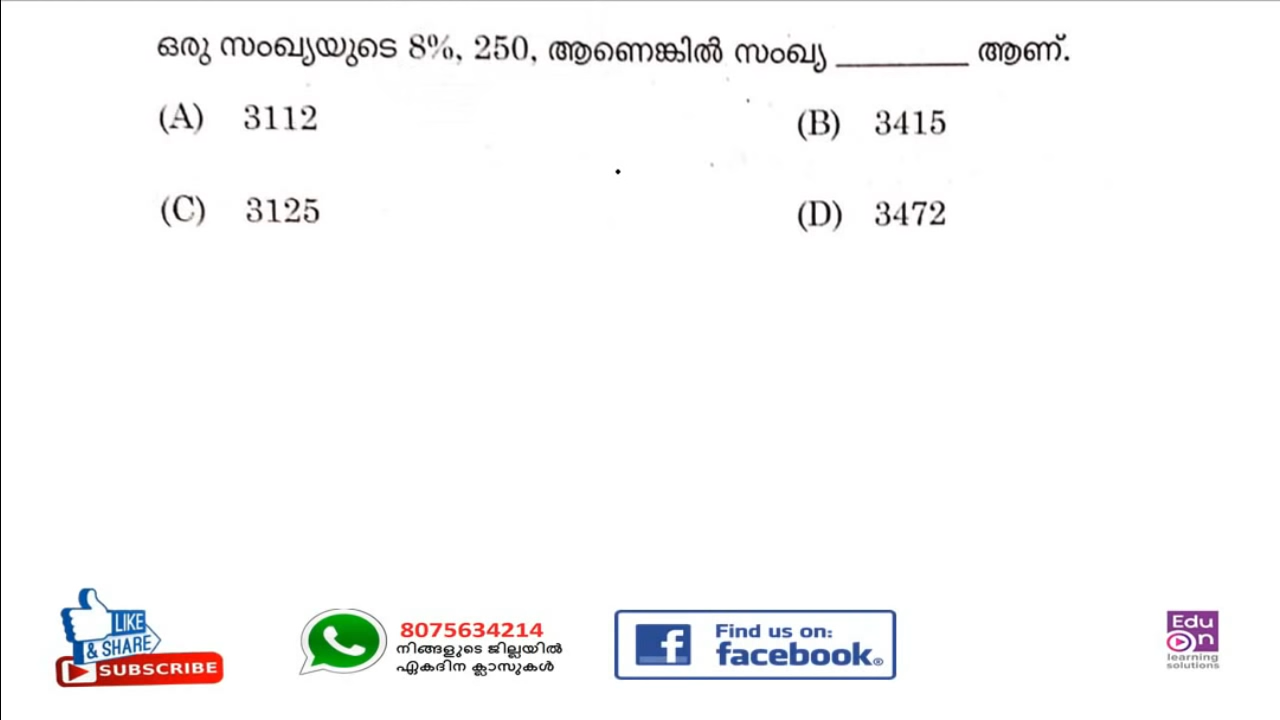 ഒരു സംഖ്യയുടെ 8%, 250, ആണെങ്കിൽ സംഖ്യ ________ ആണ്.
(A) 3112 (B) 3415
(C) 3125 (D) 3472
LIKE
& SHARE
SUBSCRIBE
8075634214
നിങ്ങളുടെ ജില്ലയിൽ
ഏകദിന ക്ലാസുകൾ
f Find us on:
facebook®
Edu
On
learning
solutions